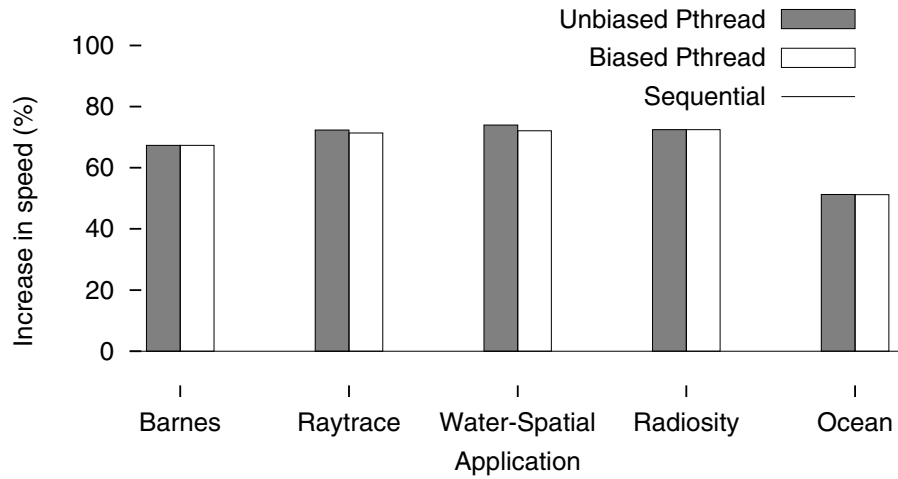 Unbiased Pthread
Biased Pthread
Sequential
Increase in speed (%)
100
80
60
40
20
0
Barnes Raytrace Water-Spatial Radiosity Ocean
Application